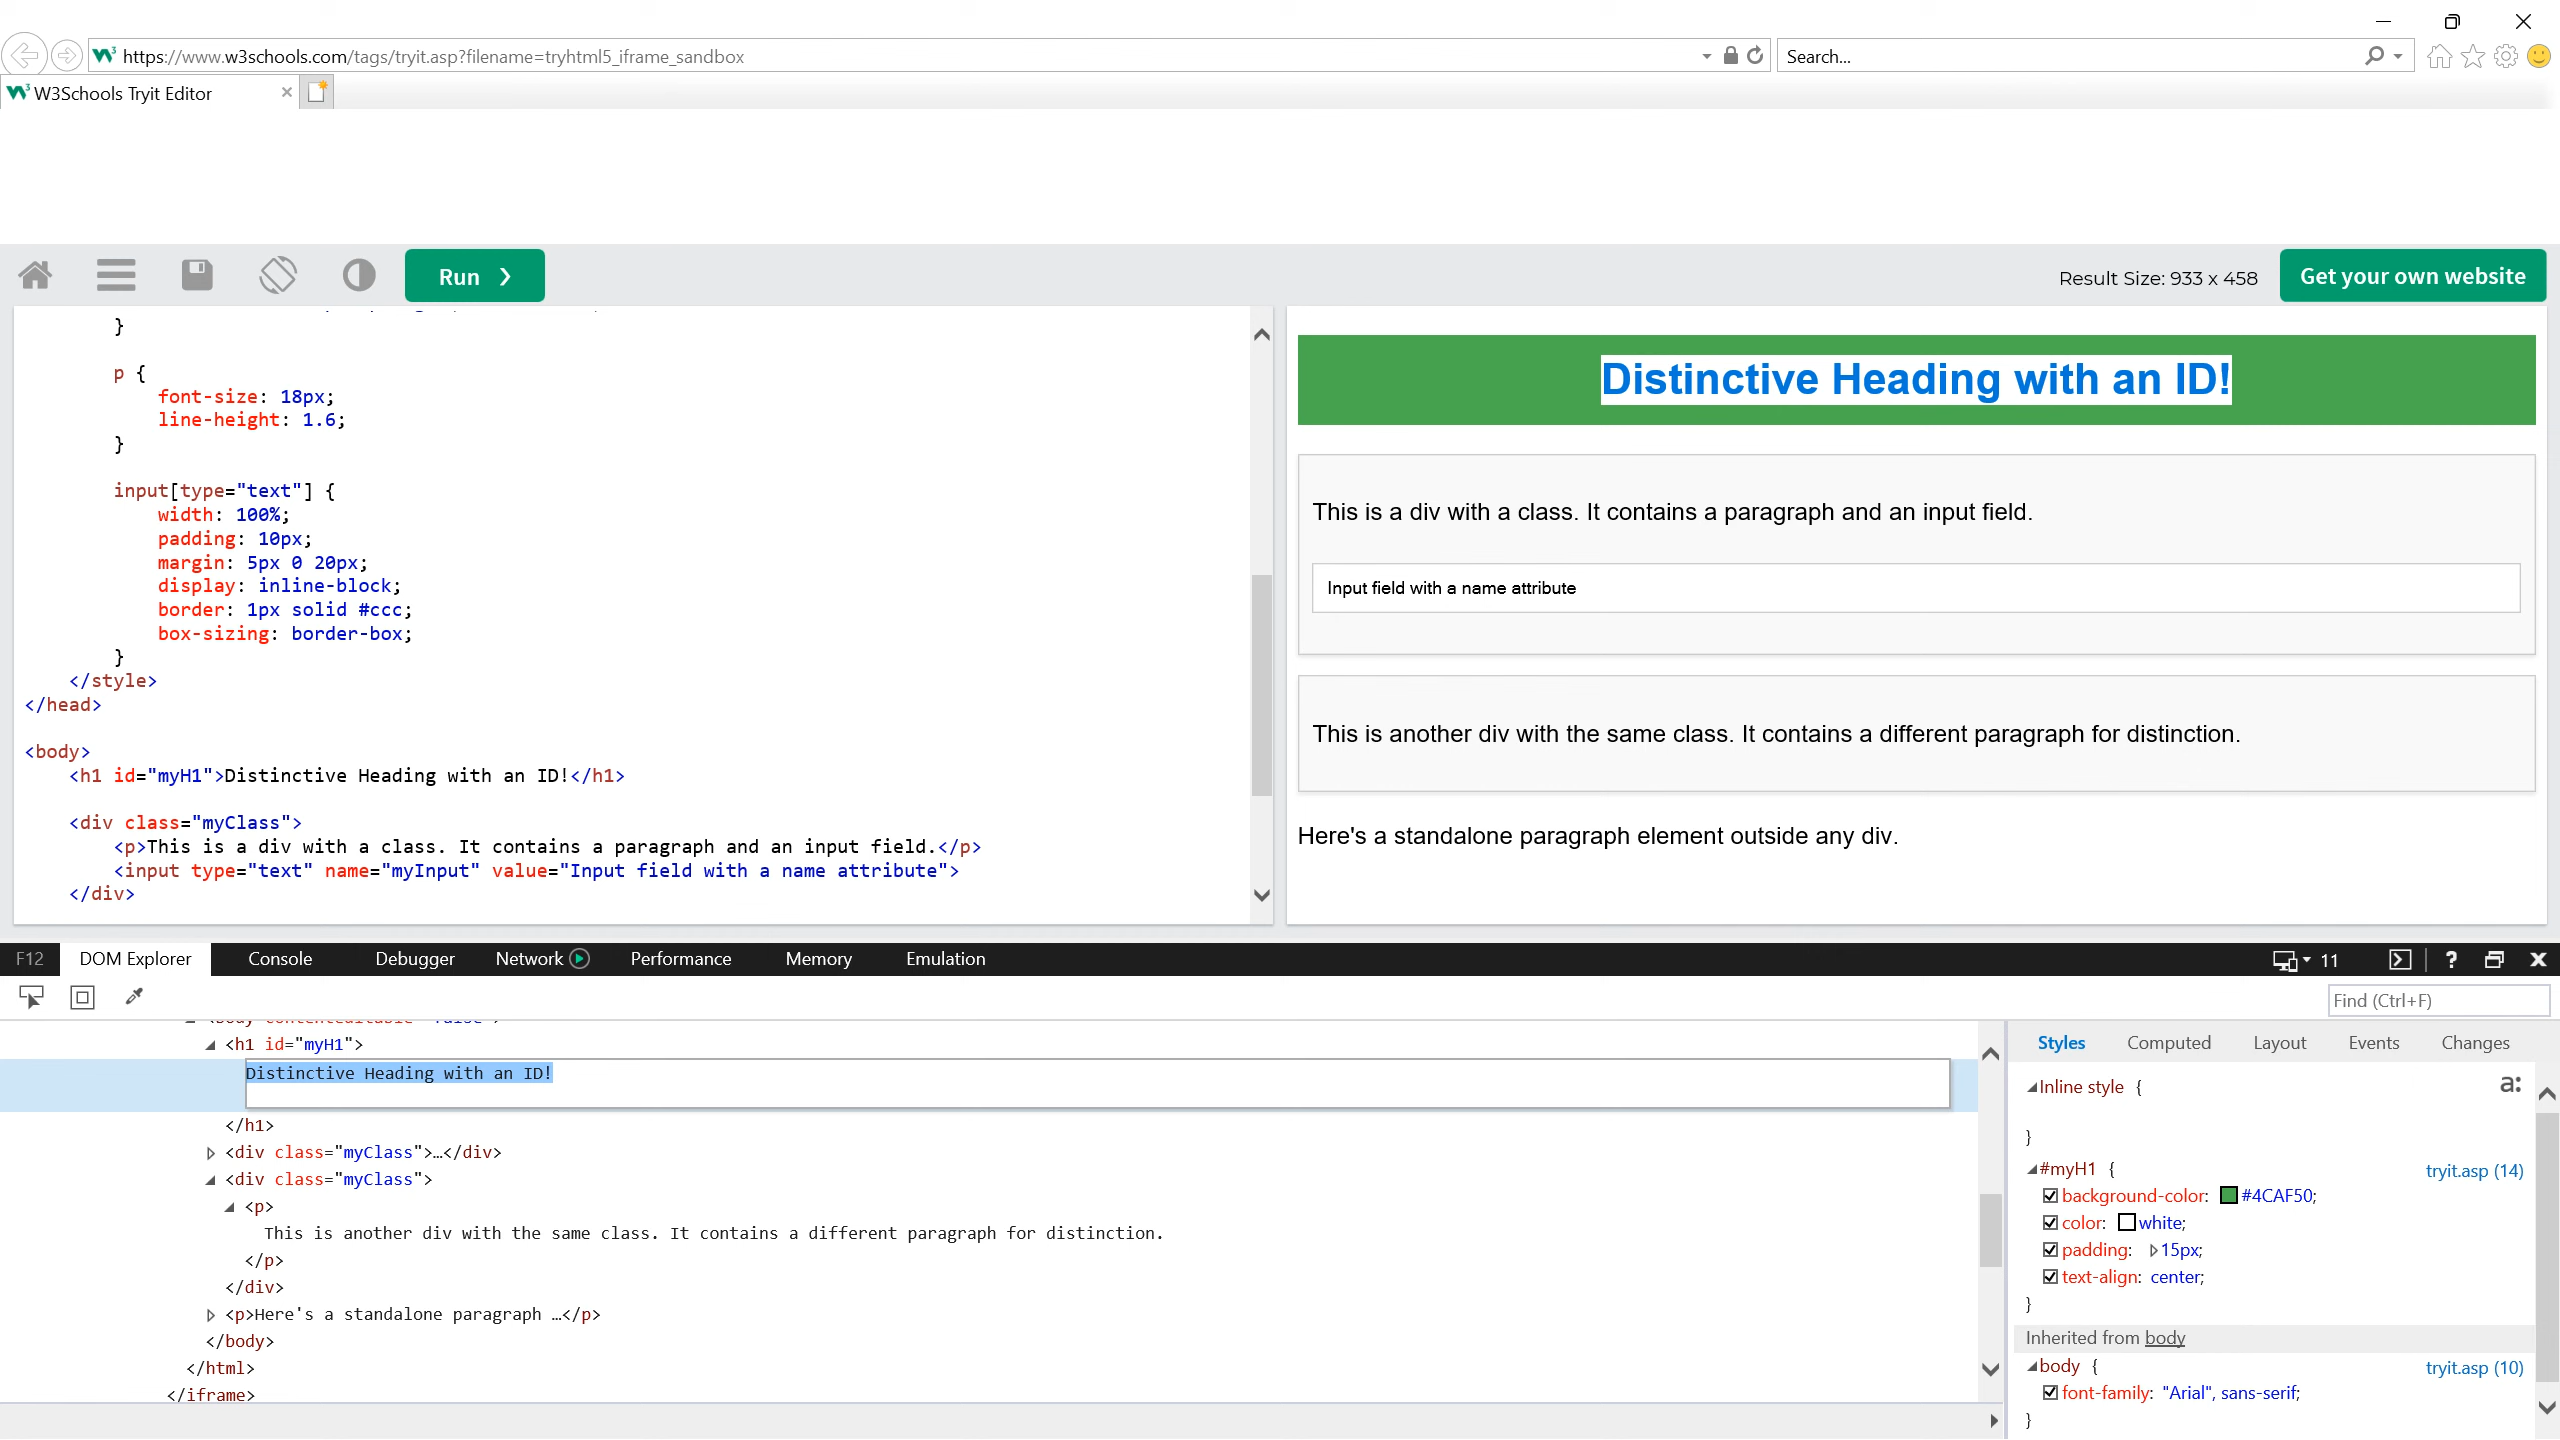 https://www.w3schools.com/tags/tryit.asp?filename=tryhtml5_iframe_sandbox
Search...
W3Schools Tryit Editor
Run ❯
Result Size: 933 x 458
Get your own website
}
p {
font-size: 18px;
line-height: 1.6;
}
input[type="text"] {
width: 100%;
padding: 10px;
margin: 5px 0 20px;
display: inline-block;
border: 1px solid #ccc;
box-sizing: border-box;
}
</style>
</head>
<body>
<h1 id="myH1">Distinctive Heading with an ID!</h1>
<div class="myClass">
<p>This is a div with a class. It contains a paragraph and an input field.</p>
<input type="text" name="myInput" value="Input field with a name attribute">
</div>
Distinctive Heading with an ID!
This is a div with a class. It contains a paragraph and an input field.
Input field with a name attribute
This is another div with the same class. It contains a different paragraph for distinction.
Here's a standalone paragraph element outside any div.
F12 DOM Explorer Console Debugger Network Performance Memory Emulation 11 ?
Find (Ctrl+F)
<h1 id="myH1">
Distinctive Heading with an ID!
</h1>
<div class="myClass">…</div>
<div class="myClass">
<p>
This is another div with the same class. It contains a different paragraph for distinction.
</p>
</div>
<p>Here's a standalone paragraph …</p>
</body>
</html>
</iframe>
Styles Computed Layout Events Changes
Inline style { a:
}
#myH1 { tryit.asp (14)
background-color: #4CAF50;
color: white;
padding: 15px;
text-align: center;
}
Inherited from body
body { tryit.asp (10)
font-family: "Arial", sans-serif;
}